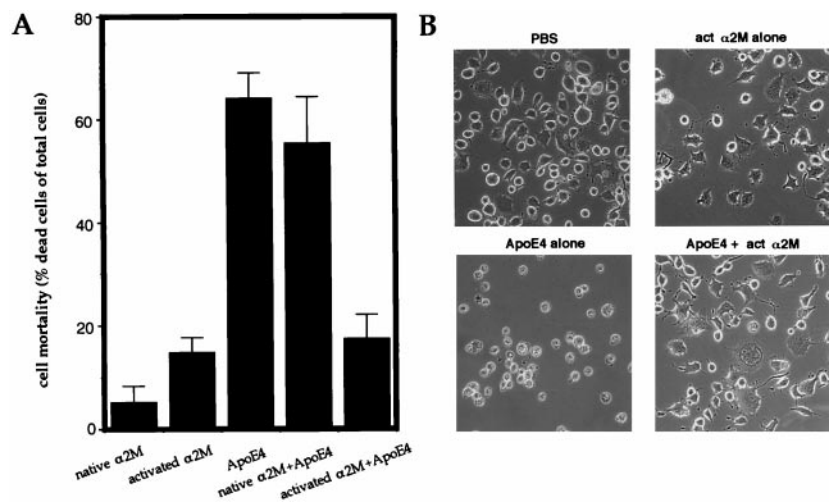 A
80
60
40
20
0
cell mortality (% dead cells of total cells)
native α2M
activated α2M
ApoE4
native α2M+ApoE4
activated α2M+ApoE4
B
PBS
act α2M alone
ApoE4 alone
ApoE4 + act α2M